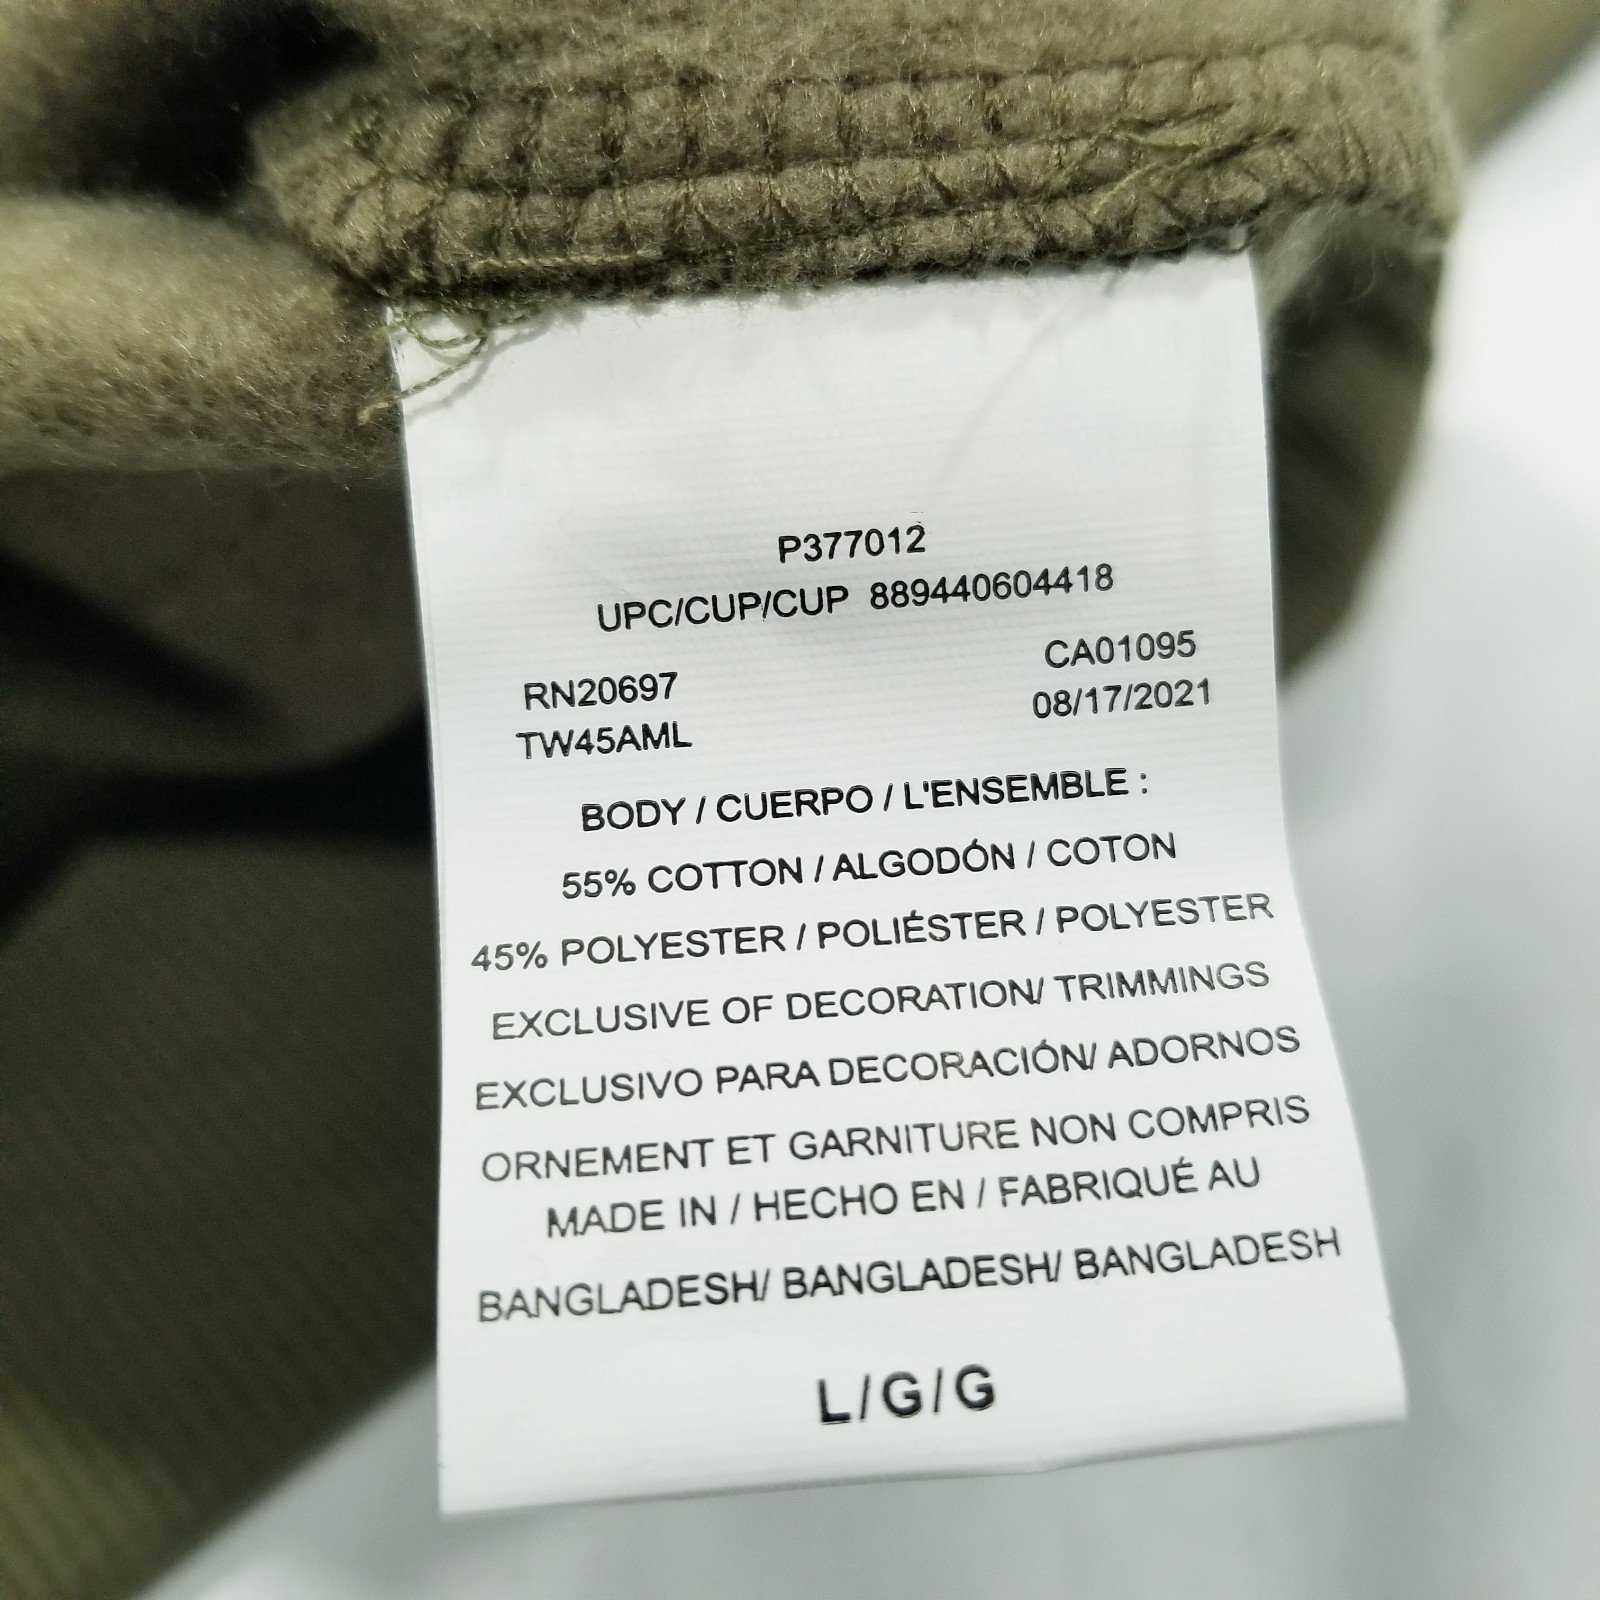 P377012
UPC/CUP/CUP 889440604418
RN20697 CA01095
TW45AML 08/17/2021
BODY / CUERPO / L'ENSEMBLE :
55% COTTON / ALGODÓN / COTON
45% POLYESTER / POLIÉSTER / POLYESTER
EXCLUSIVE OF DECORATION/ TRIMMINGS
EXCLUSIVO PARA DECORACIÓN/ ADORNOS
ORNEMENT ET GARNITURE NON COMPRIS
MADE IN / HECHO EN / FABRIQUÉ AU
BANGLADESH/ BANGLADESH/ BANGLADESH
L/G/G